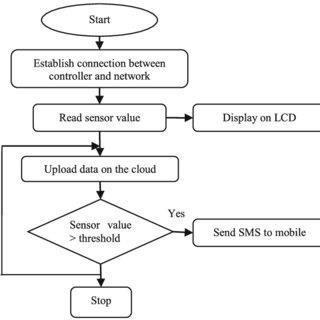 Start
Establish connection between
controller and network
Read sensor value
Display on LCD
Upload data on the cloud
Sensor value
> threshold
Yes
Send SMS to mobile
Stop